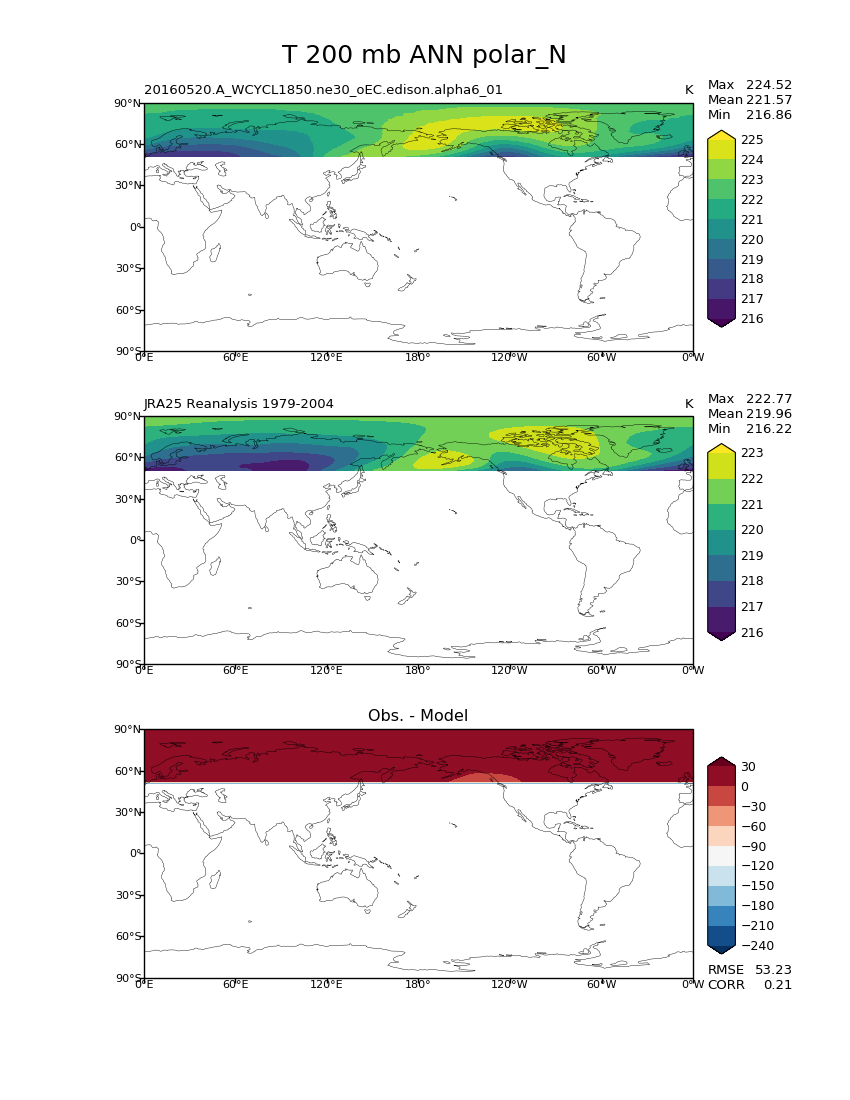 T 200 mb ANN polar_N
20160520.A_WCYCL1850.ne30_oEC.edison.alpha6_01 K
Max 224.52
Mean 221.57
Min 216.86
90°N
60°N
30°N
0°
30°S
60°S
90°S
0°E 60°E 120°E 180° 120°W 60°W 0°W
225
224
223
222
221
220
219
218
217
216
JRA25 Reanalysis 1979-2004 K
Max 222.77
Mean 219.96
Min 216.22
90°N
60°N
30°N
0°
30°S
60°S
90°S
0°E 60°E 120°E 180° 120°W 60°W 0°W
223
222
221
220
219
218
217
216
Obs. - Model
90°N
60°N
30°N
0°
30°S
60°S
90°S
0°E 60°E 120°E 180° 120°W 60°W 0°W
30
0
−30
−60
−90
−120
−150
−180
−210
−240
RMSE 53.23
CORR 0.21